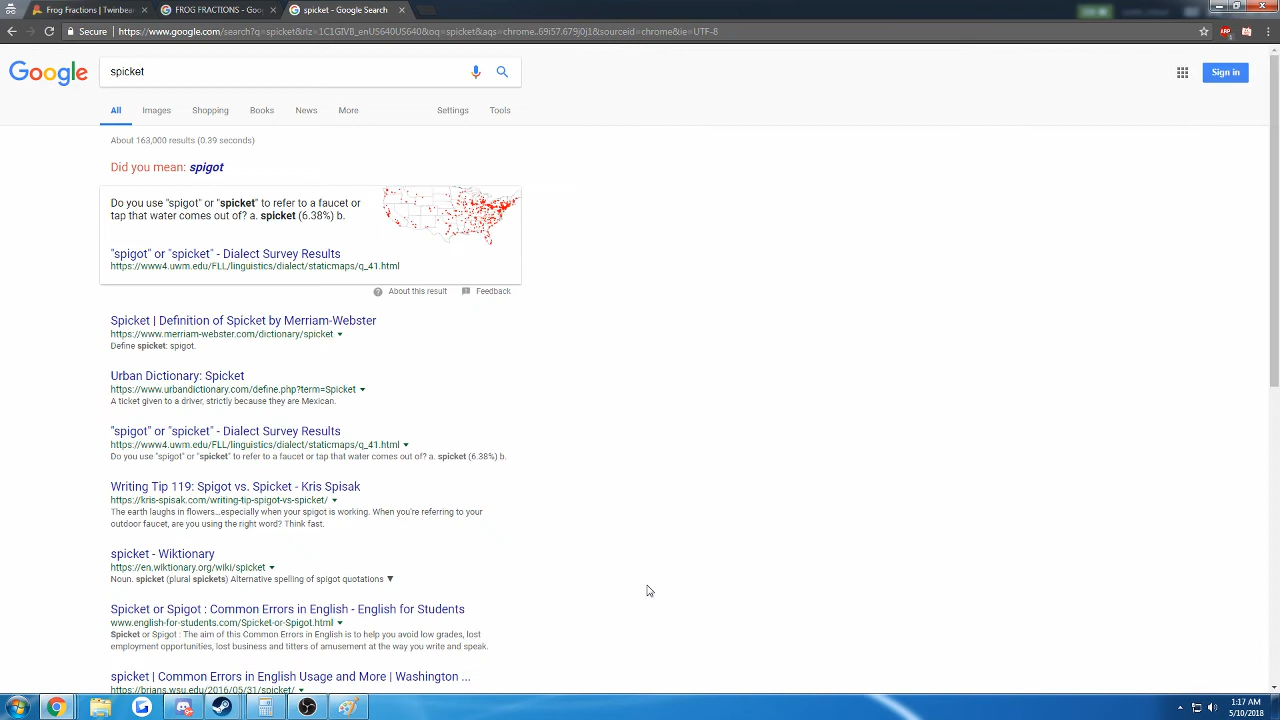 Frog Fractions | Twinbea
FROG FRACTIONS - Goo
spicket - Google Search
Secure
https://www.google.com/search?q=spicket&rlz=1C1GIVB_enUS640US640&oq=spicket&aqs=chrome..69i57.679j0j1&sourceid=chrome&ie=UTF-8
Google
spicket
Sign in
All Images Shopping Books News More Settings Tools
About 163,000 results (0.39 seconds)
Did you mean: spigot
Do you use "spigot" or "spicket" to refer to a faucet or
tap that water comes out of? a. spicket (6.38%) b.
"spigot" or "spicket" - Dialect Survey Results
https://www4.uwm.edu/FLL/linguistics/dialect/staticmaps/q_41.html
About this result Feedback
Spicket | Definition of Spicket by Merriam-Webster
https://www.merriam-webster.com/dictionary/spicket
Define spicket: spigot.
Urban Dictionary: Spicket
https://www.urbandictionary.com/define.php?term=Spicket
A ticket given to a driver, strictly because they are Mexican.
"spigot" or "spicket" - Dialect Survey Results
https://www4.uwm.edu/FLL/linguistics/dialect/staticmaps/q_41.html
Do you use "spigot" or "spicket" to refer to a faucet or tap that water comes out of? a. spicket (6.38%) b.
Writing Tip 119: Spigot vs. Spicket - Kris Spisak
https://kris-spisak.com/writing-tip-spigot-vs-spicket/
The earth laughs in flowers…especially when your spigot is working. When you're referring to your
outdoor faucet, are you using the right word? Think fast.
spicket - Wiktionary
https://en.wiktionary.org/wiki/spicket
Noun. spicket (plural spickets) Alternative spelling of spigot quotations ▼
Spicket or Spigot : Common Errors in English - English for Students
www.english-for-students.com/Spicket-or-Spigot.html
Spicket or Spigot : The aim of this Common Errors in English is to help you avoid low grades, lost
employment opportunities, lost business and titters of amusement at the way you write and speak.
spicket | Common Errors in English Usage and More | Washington ...
https://brians.wsu.edu/2016/05/31/spicket/
1:17 AM
5/10/2018